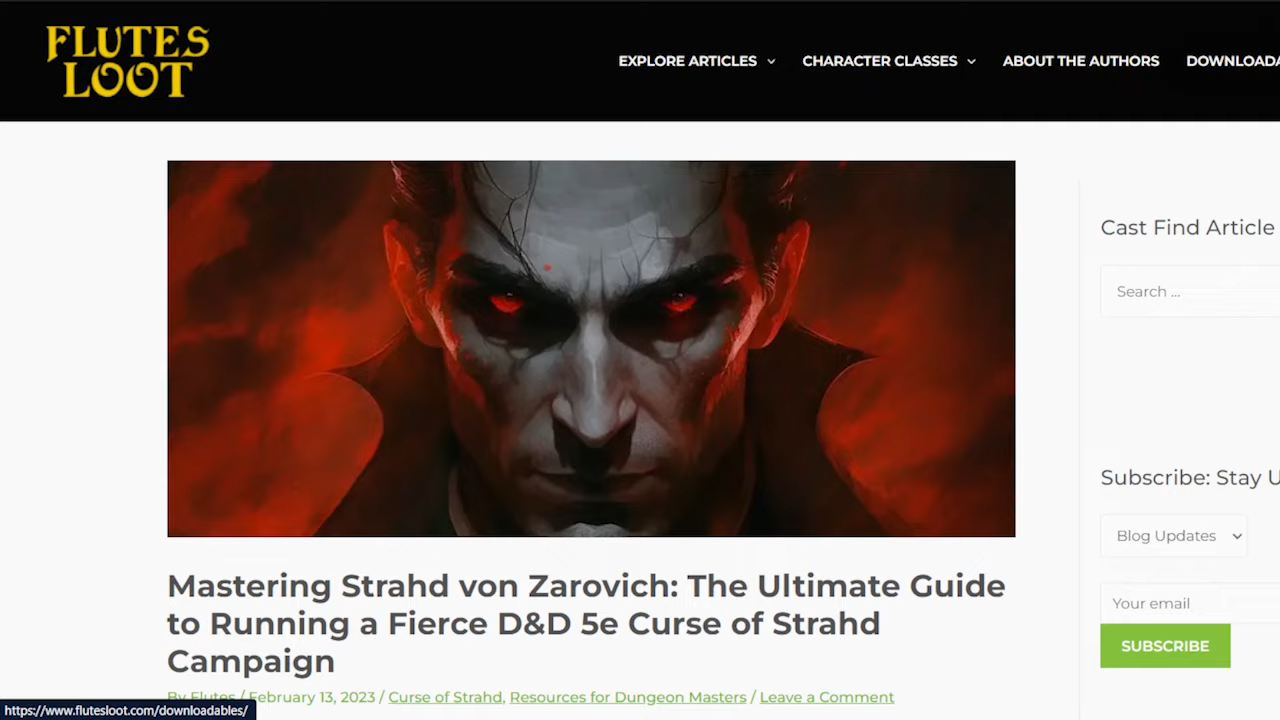 FLUTES
LOOT
EXPLORE ARTICLES
CHARACTER CLASSES
ABOUT THE AUTHORS
DOWNLOADA
Cast Find Article
Search ...
Subscribe: Stay U
Blog Updates
Your email
SUBSCRIBE
Mastering Strahd von Zarovich: The Ultimate Guide
to Running a Fierce D&D 5e Curse of Strahd
Campaign
By Flutes / February 13, 2023 / Curse of Strahd, Resources for Dungeon Masters / Leave a Comment
https://www.flutesloot.com/downloadables/